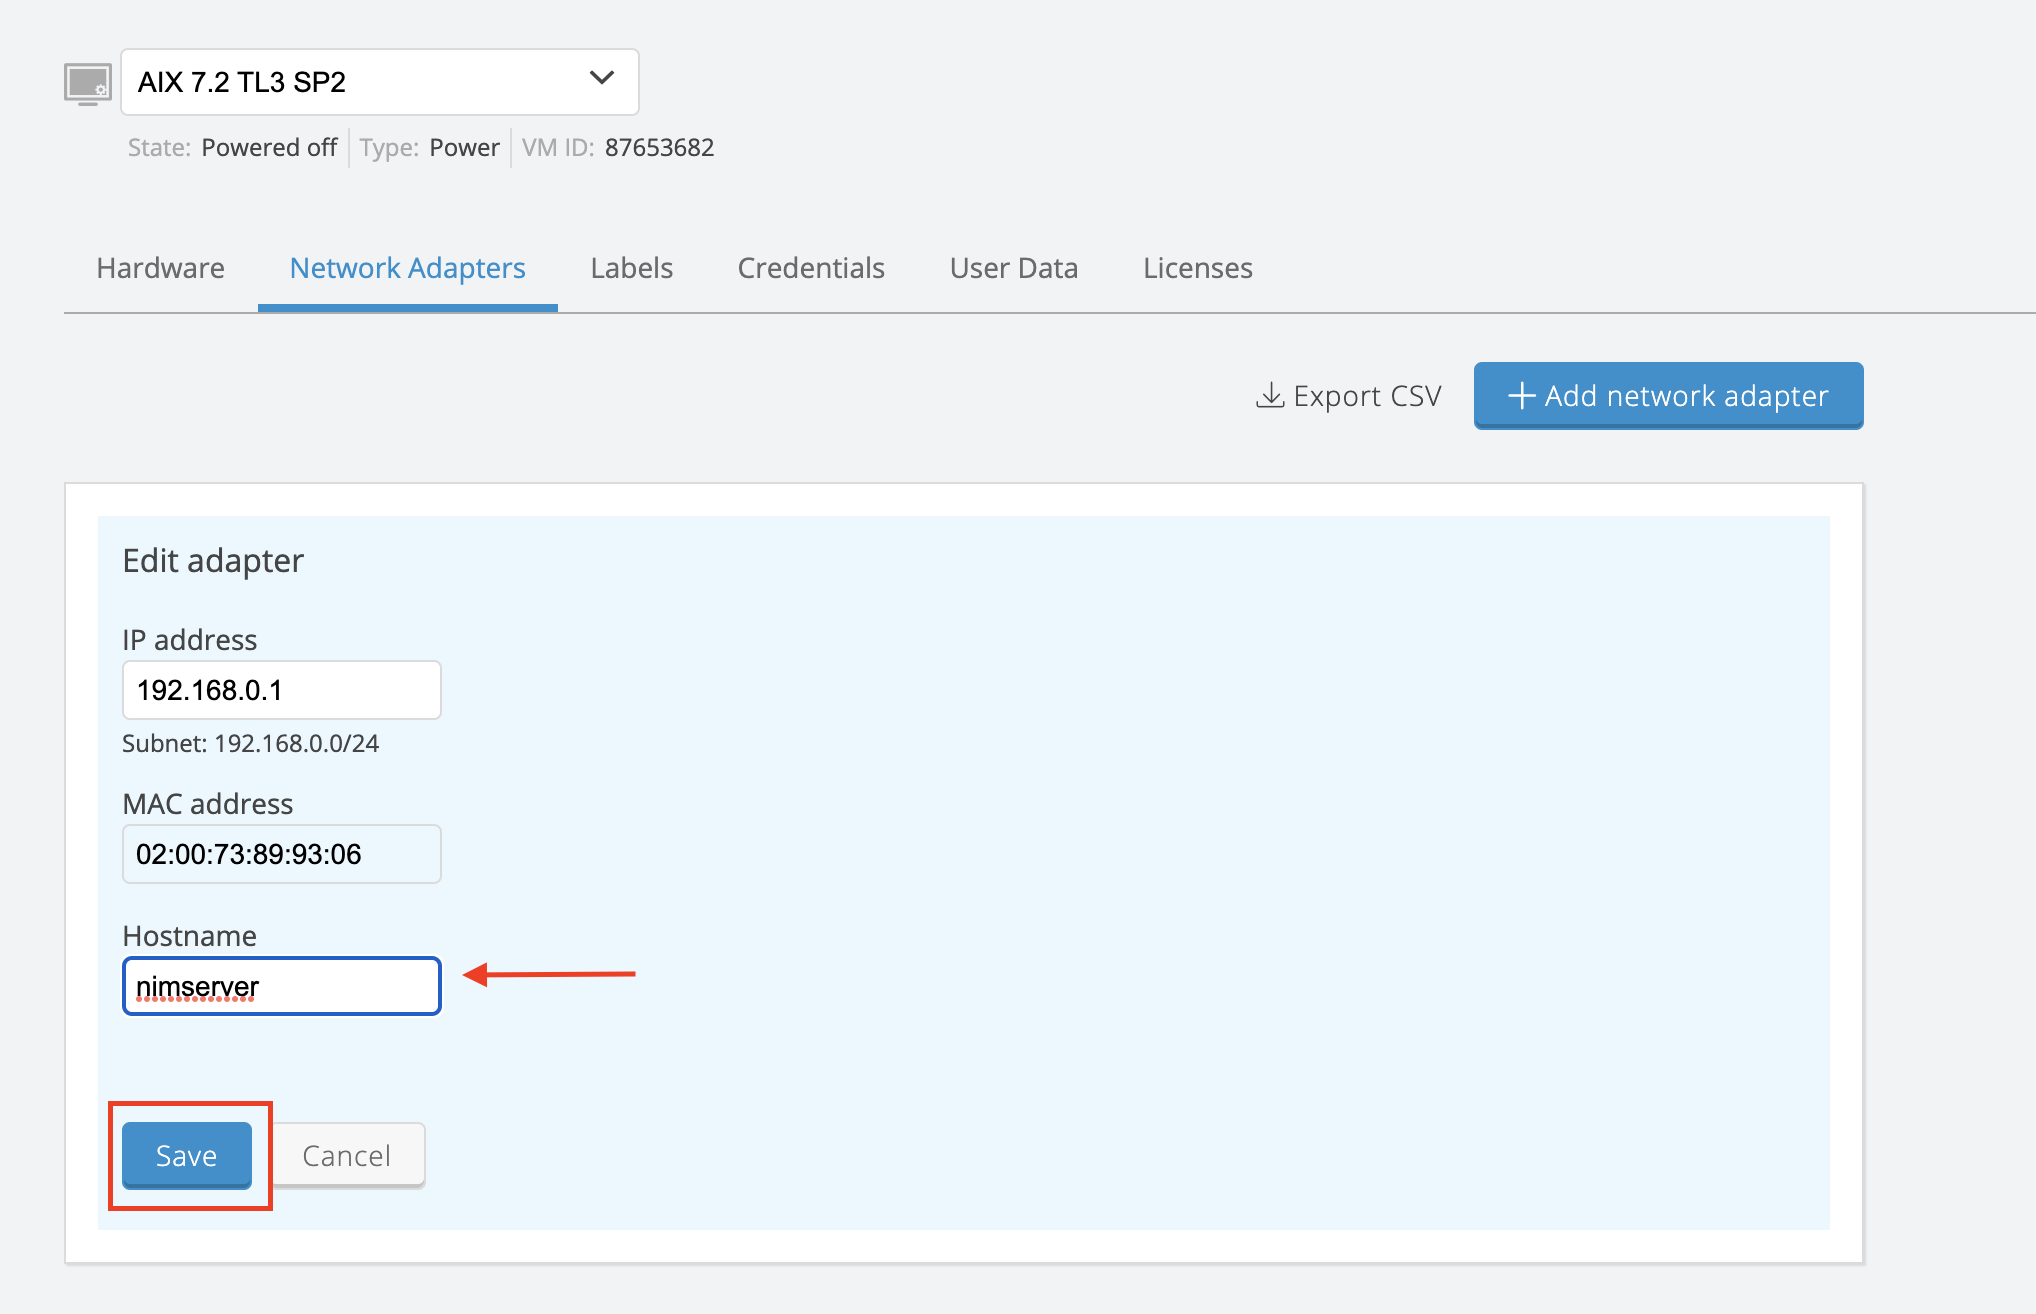 AIX 7.2 TL3 SP2
State: Powered off Type: Power VM ID: 87653682
Hardware Network Adapters Labels Credentials User Data Licenses
Export CSV + Add network adapter
Edit adapter
IP address
192.168.0.1
Subnet: 192.168.0.0/24
MAC address
02:00:73:89:93:06
Hostname
nimserver
Save Cancel